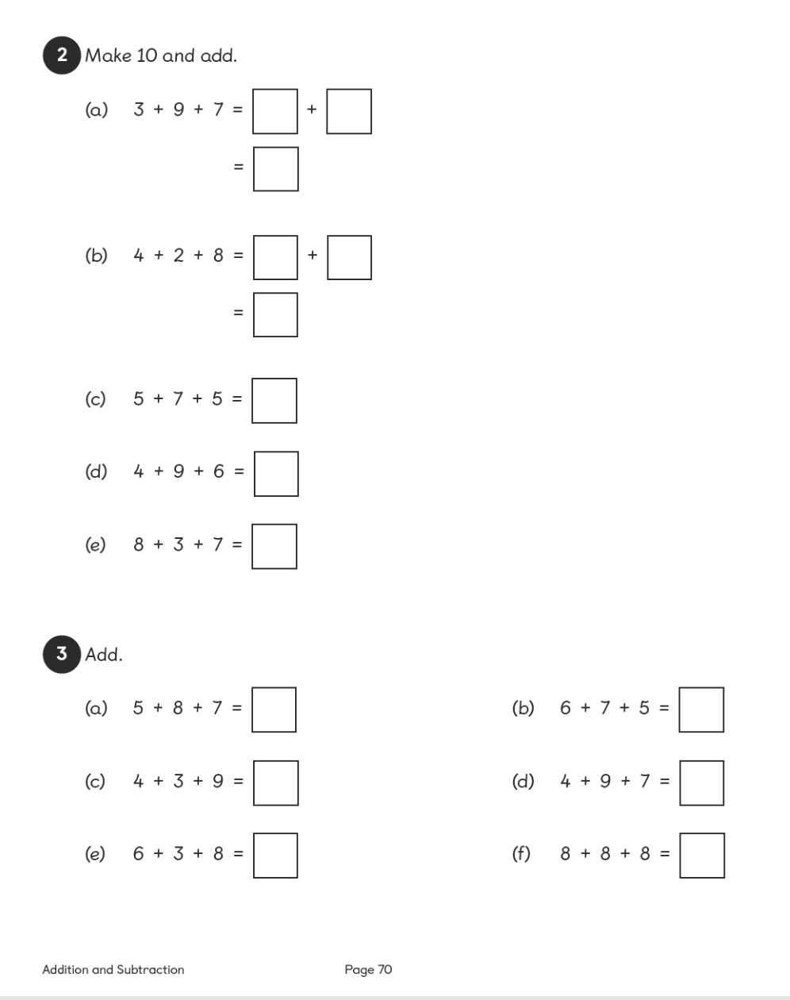 2 Make 10 and add.
(a) 3 + 9 + 7 = +
=
(b) 4 + 2 + 8 = +
=
(c) 5 + 7 + 5 =
(d) 4 + 9 + 6 =
(e) 8 + 3 + 7 =
3 Add.
(a) 5 + 8 + 7 = (b) 6 + 7 + 5 =
(c) 4 + 3 + 9 = (d) 4 + 9 + 7 =
(e) 6 + 3 + 8 = (f) 8 + 8 + 8 =
Addition and Subtraction Page 70